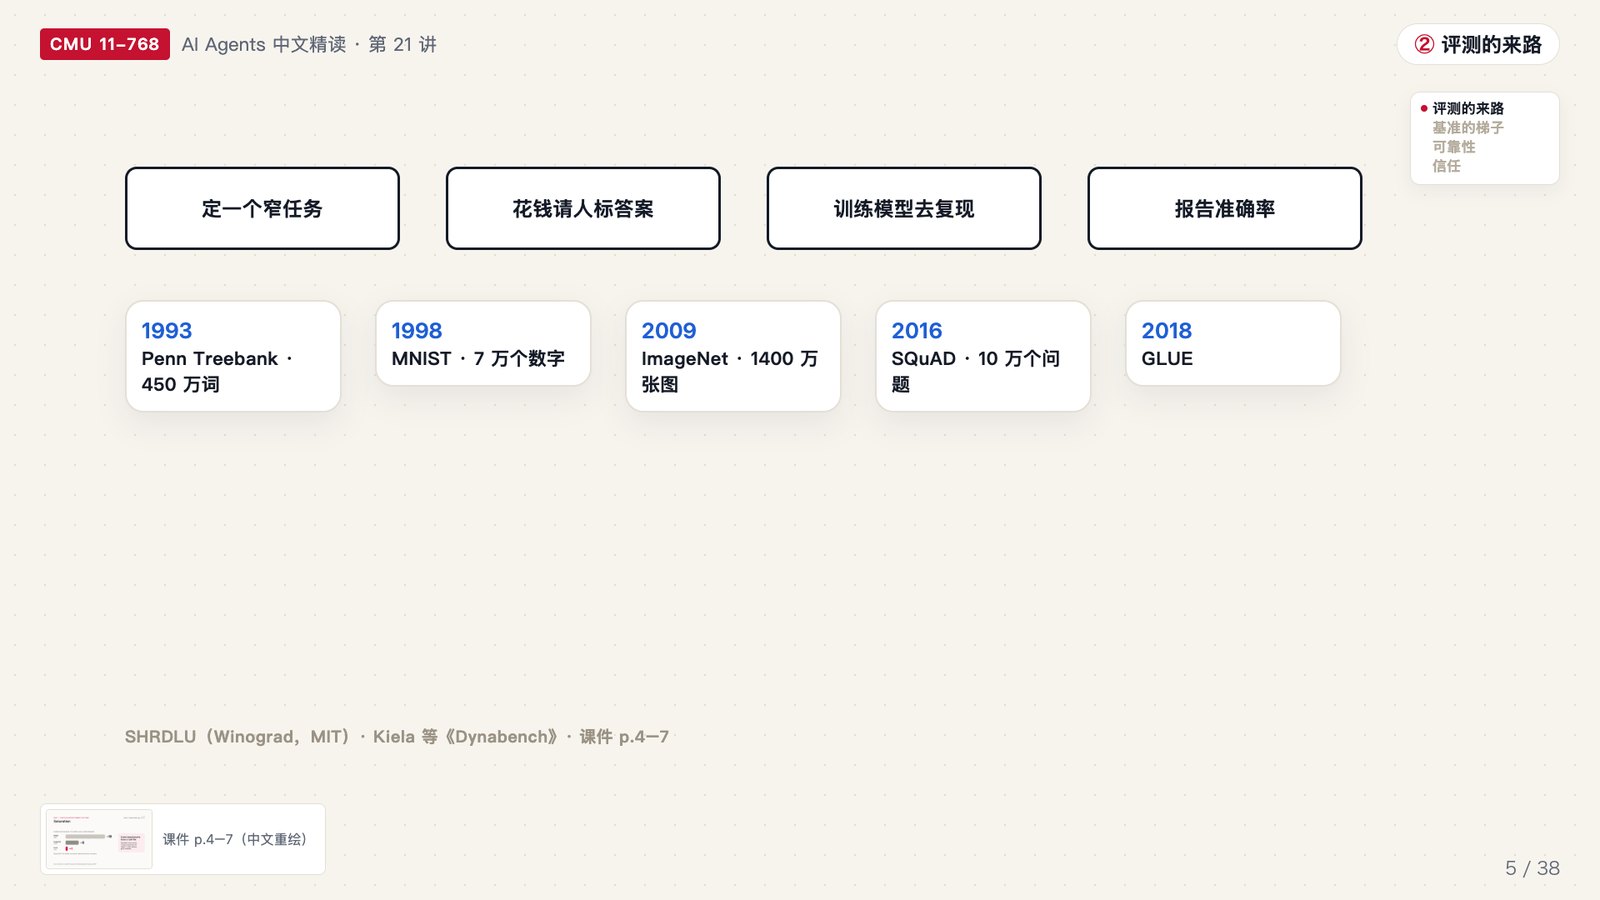 CMU 11-768 AI Agents 中文精读 · 第 21 讲
② 评测的来路
评测的来路
基准的梯子
可靠性
信任
定一个窄任务
花钱请人标答案
训练模型去复现
报告准确率
1993
Penn Treebank ·
450 万词
1998
MNIST · 7 万个数字
2009
ImageNet · 1400 万
张图
2016
SQuAD · 10 万个问
题
2018
GLUE
SHRDLU（Winograd，MIT）· Kiela 等《Dynabench》· 课件 p.4–7
课件 p.4–7（中文重绘）
5 / 38